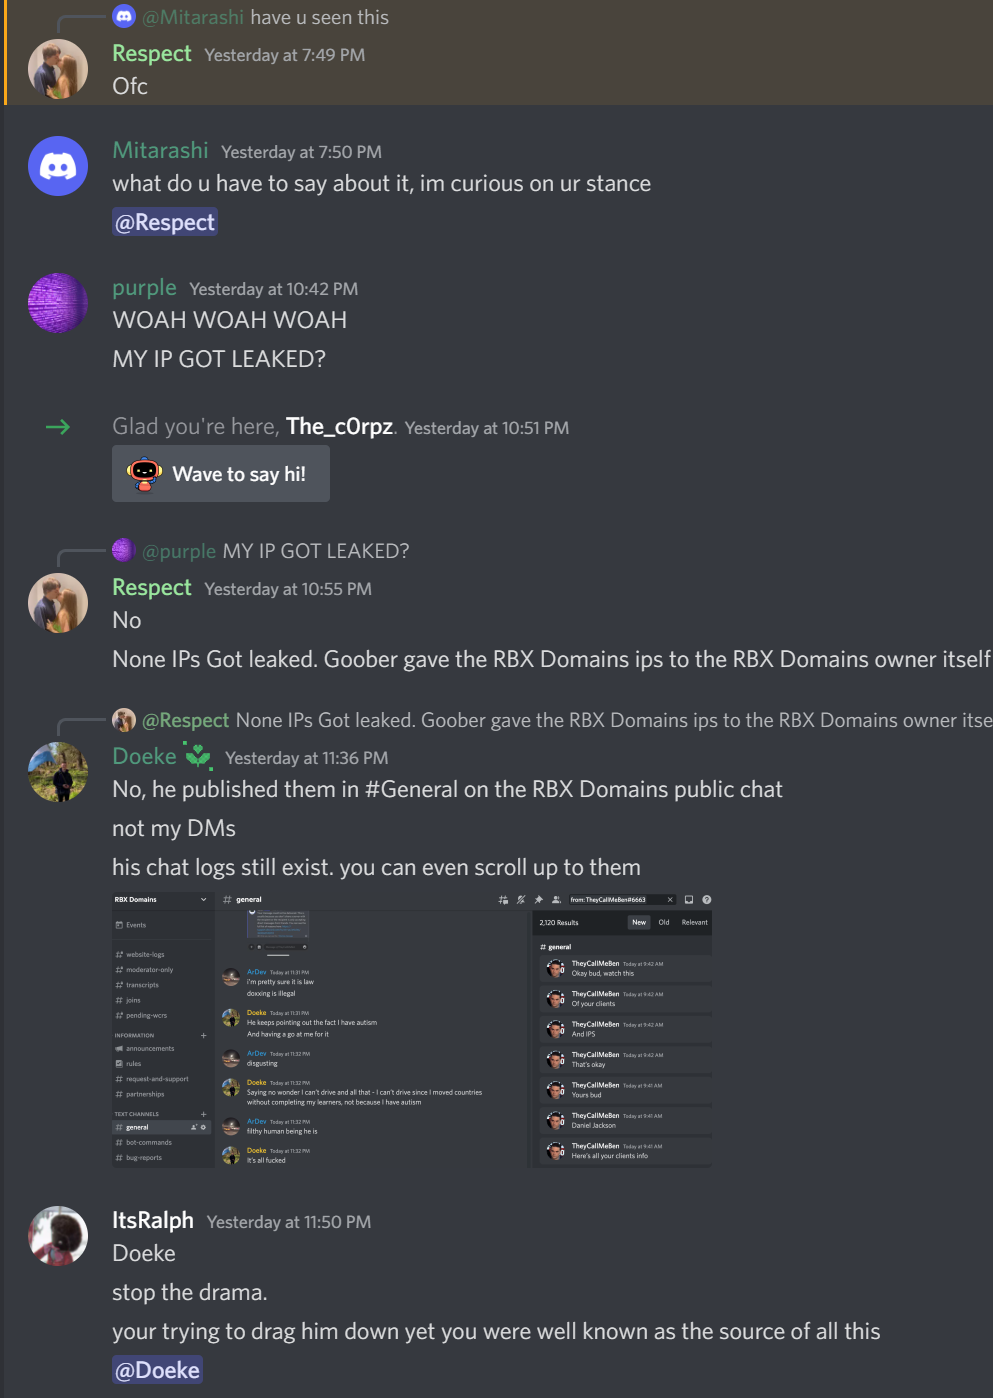 @Mitarashi have u seen this
Respect Yesterday at 7:49 PM
Ofc
Mitarashi Yesterday at 7:50 PM
what do u have to say about it, im curious on ur stance
@Respect
purple Yesterday at 10:42 PM
WOAH WOAH WOAH
MY IP GOT LEAKED?
Glad you're here, The_c0rpz. Yesterday at 10:51 PM
Wave to say hi!
@purple MY IP GOT LEAKED?
Respect Yesterday at 10:55 PM
No
None IPs Got leaked. Goober gave the RBX Domains ips to the RBX Domains owner itself
@Respect None IPs Got leaked. Goober gave the RBX Domains ips to the RBX Domains owner itse
Doeke Yesterday at 11:36 PM
No, he published them in #General on the RBX Domains public chat
not my DMs
his chat logs still exist. you can even scroll up to them
RBX Domains
# general
from: TheyCallMeBen#6663
Events
website-logs
moderator-only
transcripts
joins
pending-wcrs
INFORMATION
announcements
rules
request-and-support
partnerships
TEXT CHANNELS
general
bot-commands
bug-reports
ArDev Today at 11:31 PM
i'm pretty sure it is law
doxxing is illegal
Doeke Today at 11:31 PM
He keeps pointing out the fact I have autism
And having a go at me for it
ArDev Today at 11:32 PM
disgusting
Doeke Today at 11:32 PM
Saying no wonder I can't drive and all that - I can't drive since I moved countries
without completing my learners, not because I have autism
ArDev Today at 11:32 PM
filthy human being he is
Doeke Today at 11:32 PM
It's all fucked
2,120 Results New Old Relevant
# general
TheyCallMeBen Today at 9:42 AM
Okay bud, watch this
TheyCallMeBen Today at 9:42 AM
Of your clients
TheyCallMeBen Today at 9:42 AM
And IPS
TheyCallMeBen Today at 9:42 AM
That's okay
TheyCallMeBen Today at 9:41 AM
Yours bud
TheyCallMeBen Today at 9:41 AM
Daniel Jackson
TheyCallMeBen Today at 9:41 AM
Here's all your clients info
ItsRalph Yesterday at 11:50 PM
Doeke
stop the drama.
your trying to drag him down yet you were well known as the source of all this
@Doeke